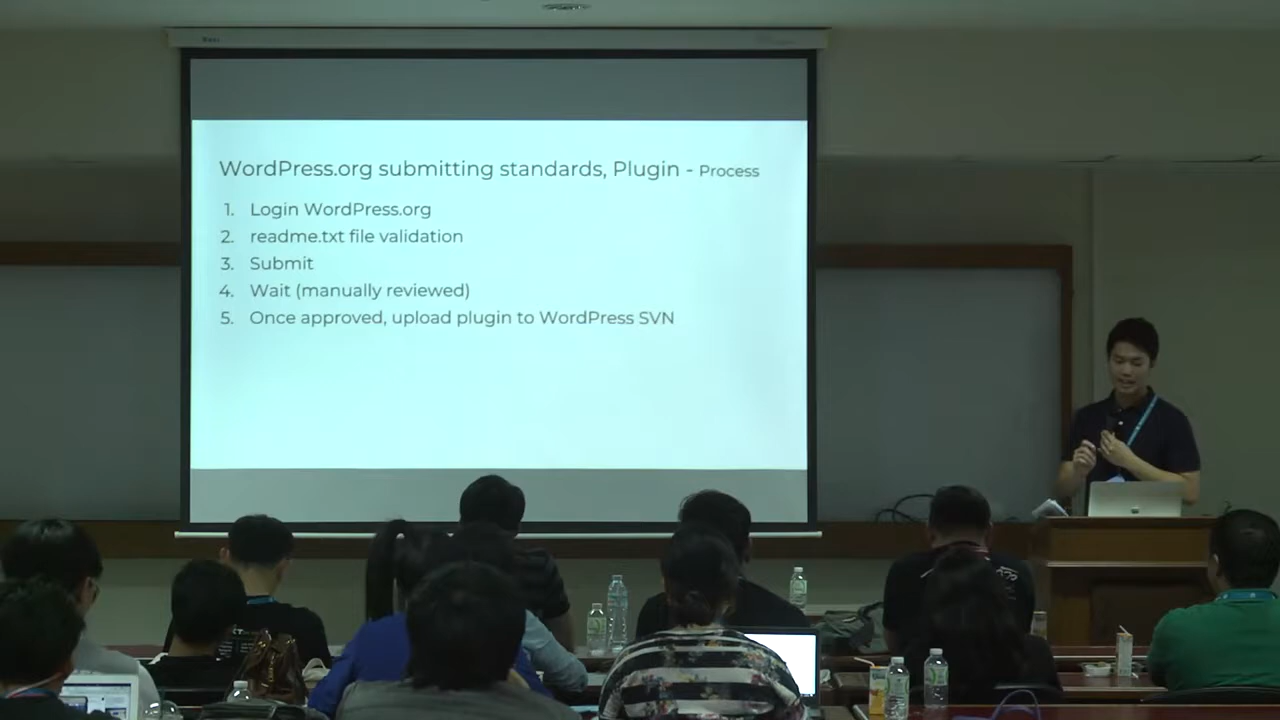 WordPress.org submitting standards, Plugin - Process
1. Login WordPress.org
2. readme.txt file validation
3. Submit
4. Wait (manually reviewed)
5. Once approved, upload plugin to WordPress SVN